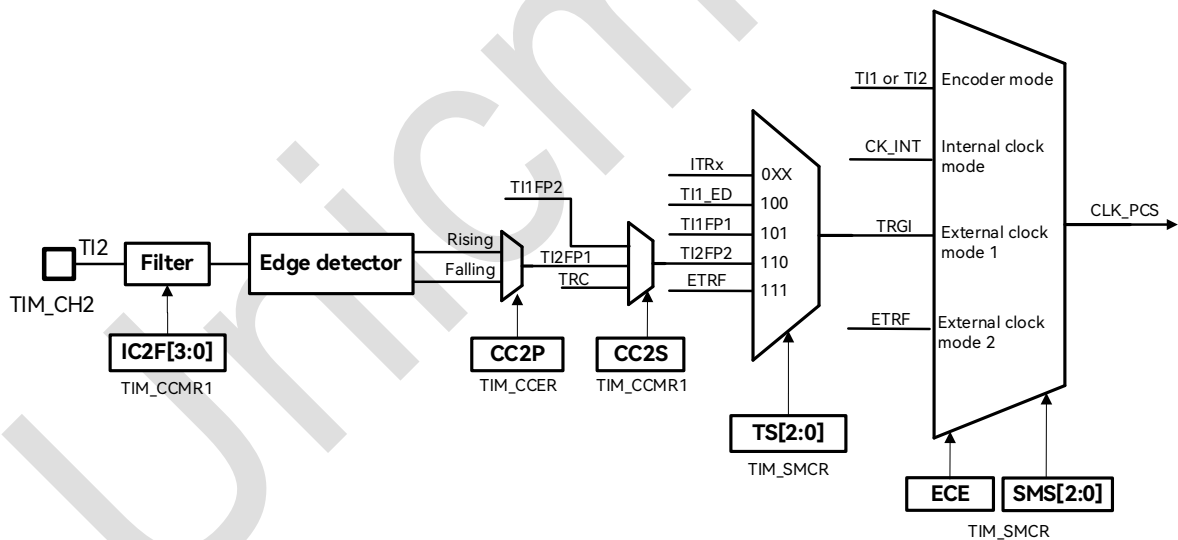 Unicm
TI1 or TI2
Encoder mode
CK_INT
Internal clock
mode
ITRx
0XX
TI1FP2
TI1_ED
100
TI1FP1
101
CLK_PCS
TRGI
External clock
mode 1
Rising
TI2
Filter
Edge detector
TI2FP1
TI2FP2
110
Falling
TRC
ETRF
111
TIM_CH2
ETRF
External clock
mode 2
IC2F[3:0]
CC2P
CC2S
TIM_CCMR1
TIM_CCER
TIM_CCMR1
TS[2:0]
TIM_SMCR
ECE
SMS[2:0]
TIM_SMCR